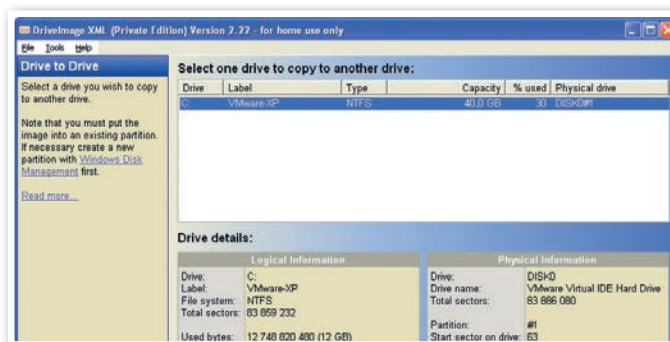 DriveImage XML (Private Edition) Version 2.22 - for home use only
File Tools Help
Drive to Drive
Select a drive you wish to copy
to another drive.
Note that you must put the
image into an existing partition.
If necessary create a new
partition with Windows Disk
Management first.
Read more...
Select one drive to copy to another drive:
Drive Label Type Capacity % used Physical drive
C: VMware-XP NTFS 40,0 GB 30 DISK0#1
Drive details:
Logical Information
Drive: C:
Label: VMware-XP
File system: NTFS
Total sectors: 83 859 232
Used bytes: 12 748 820 480 (12 GB)
Physical Information
Drive: DISK0
Drive name: VMware Virtual IDE Hard Drive
Total sectors: 83 886 080
Partition: #1
Start sector on drive: 63